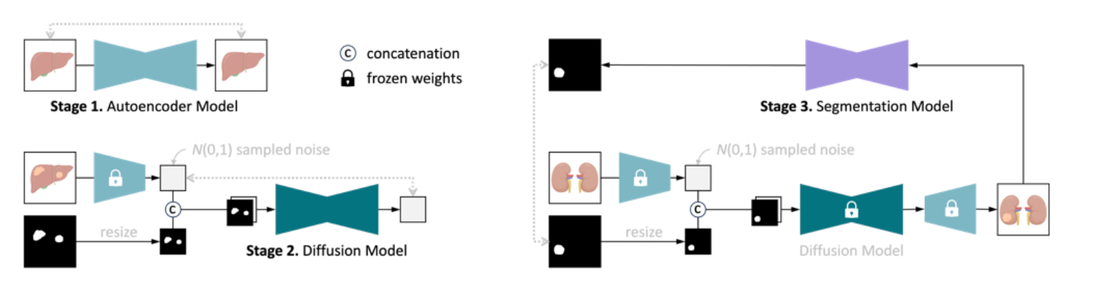 C concatenation
frozen weights
Stage 1. Autoencoder Model
N(0,1) sampled noise
C
resize
Stage 2. Diffusion Model
Stage 3. Segmentation Model
N(0,1) sampled noise
C
resize
Diffusion Model